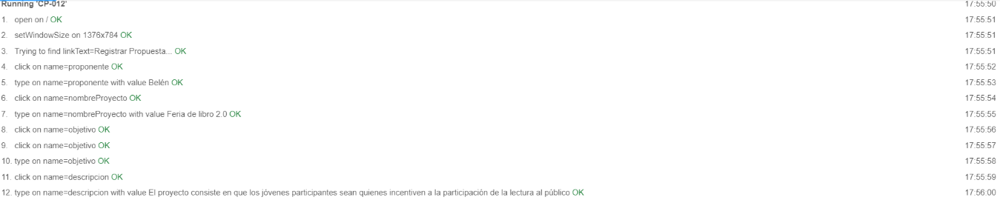 Running 'CP-012' 17:55:50
1. open on / OK 17:55:51
2. setWindowSize on 1376x784 OK 17:55:51
3. Trying to find linkText=Registrar Propuesta... OK 17:55:51
4. click on name=proponente OK 17:55:52
5. type on name=proponente with value Belén OK 17:55:53
6. click on name=nombreProyecto OK 17:55:54
7. type on name=nombreProyecto with value Feria de libro 2.0 OK 17:55:55
8. click on name=objetivo OK 17:55:56
9. click on name=objetivo OK 17:55:57
10. type on name=objetivo OK 17:55:58
11. click on name=descripcion OK 17:55:59
12. type on name=descripcion with value El proyecto consiste en que los jóvenes participantes sean quienes incentiven a la participación de la lectura al público OK 17:56:00